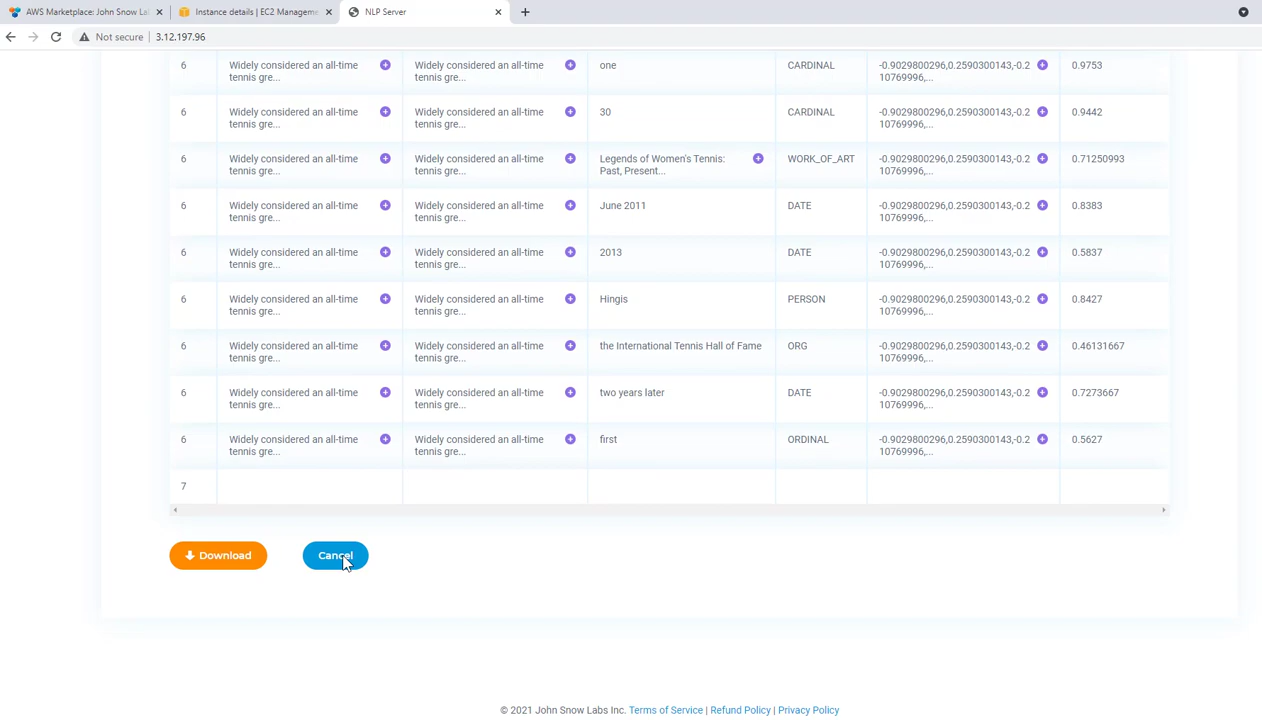 AWS Marketplace: John Snow La
Instance details | EC2 Manageme
NLP Server
Not secure | 3.12.197.96
6 Widely considered an all-time Widely considered an all-time one CARDINAL -0.9029800296,0.2590300143,-0.2 0.9753
tennis gre... tennis gre... 10769996,...
6 Widely considered an all-time Widely considered an all-time 30 CARDINAL -0.9029800296,0.2590300143,-0.2 0.9442
tennis gre... tennis gre... 10769996,...
6 Widely considered an all-time Widely considered an all-time Legends of Women's Tennis: WORK_OF_ART -0.9029800296,0.2590300143,-0.2 0.71250993
tennis gre... tennis gre... Past, Present... 10769996,...
6 Widely considered an all-time Widely considered an all-time June 2011 DATE -0.9029800296,0.2590300143,-0.2 0.8383
tennis gre... tennis gre... 10769996,...
6 Widely considered an all-time Widely considered an all-time 2013 DATE -0.9029800296,0.2590300143,-0.2 0.5837
tennis gre... tennis gre... 10769996,...
6 Widely considered an all-time Widely considered an all-time Hingis PERSON -0.9029800296,0.2590300143,-0.2 0.8427
tennis gre... tennis gre... 10769996,...
6 Widely considered an all-time Widely considered an all-time the International Tennis Hall of Fame ORG -0.9029800296,0.2590300143,-0.2 0.46131667
tennis gre... tennis gre... 10769996,...
6 Widely considered an all-time Widely considered an all-time two years later DATE -0.9029800296,0.2590300143,-0.2 0.7273667
tennis gre... tennis gre... 10769996,...
6 Widely considered an all-time Widely considered an all-time first ORDINAL -0.9029800296,0.2590300143,-0.2 0.5627
tennis gre... tennis gre... 10769996,...
7
Download
Cancel
© 2021 John Snow Labs Inc. Terms of Service | Refund Policy | Privacy Policy